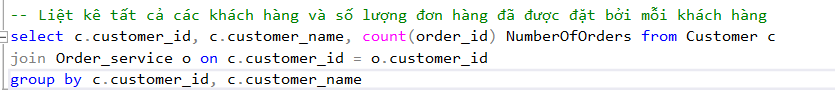 -- Liệt kê tất cả các khách hàng và số lượng đơn hàng đã được đặt bởi mỗi khách hàng
select c.customer_id, c.customer_name, count(order_id) NumberOfOrders from Customer c
join Order_service o on c.customer_id = o.customer_id
group by c.customer_id, c.customer_name